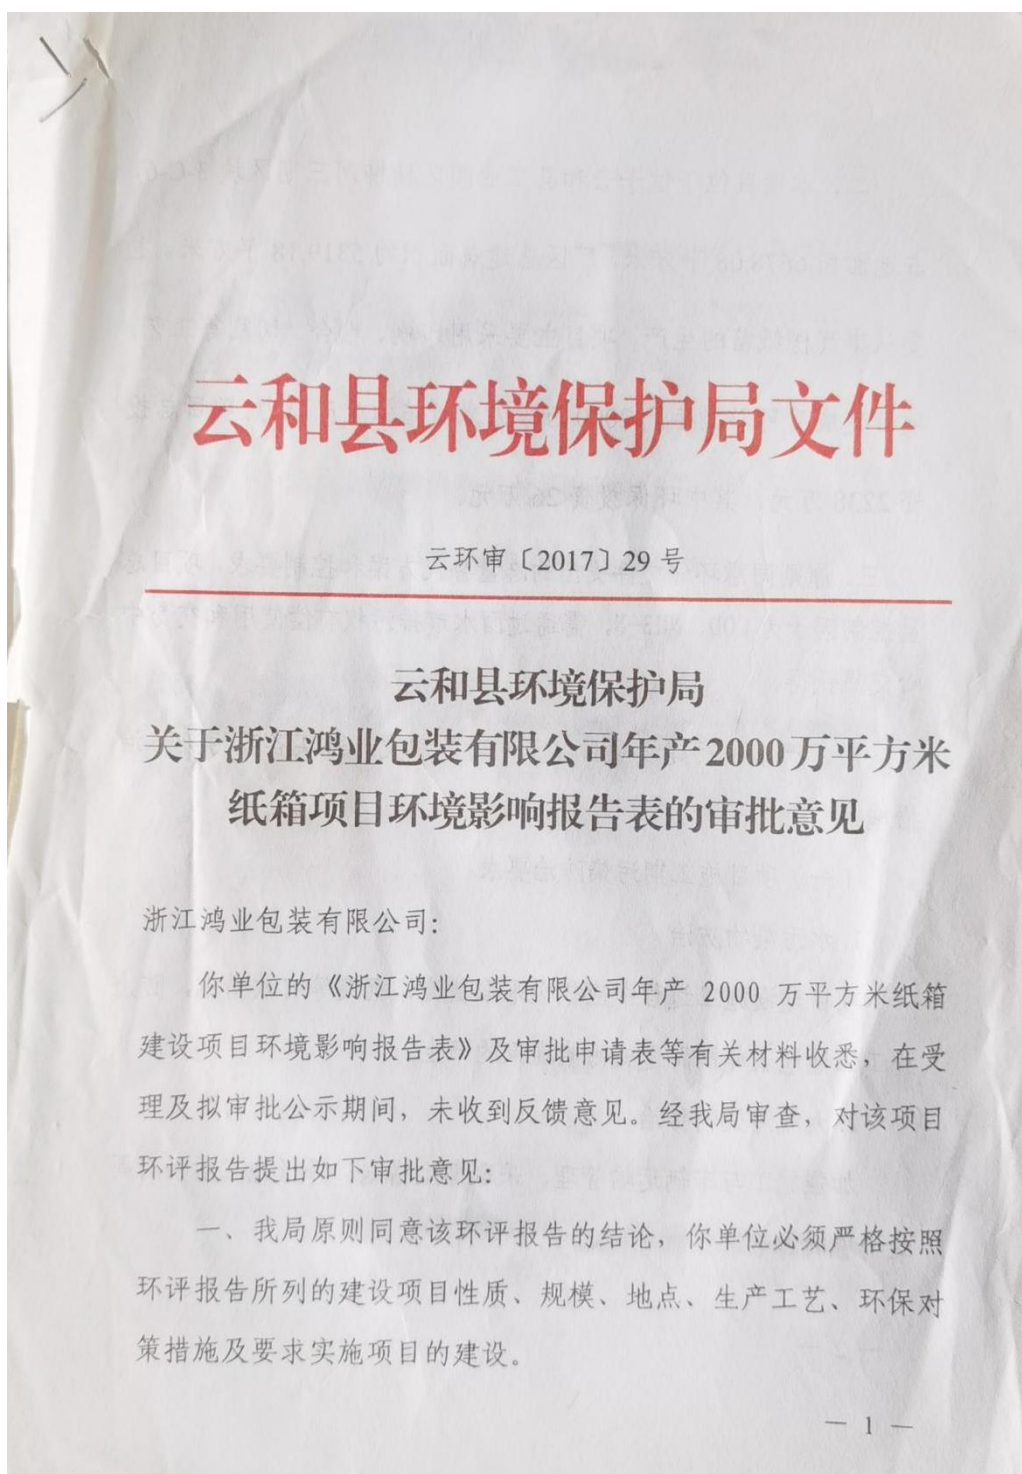 云和县环境保护局文件
云环审〔2017〕29号
云和县环境保护局
关于浙江鸿业包装有限公司年产2000万平方米
纸箱项目环境影响报告表的审批意见
浙江鸿业包装有限公司:
你单位的《浙江鸿业包装有限公司年产 2000 万平方米纸箱
建设项目环境影响报告表》及审批申请表等有关材料收悉，在受
理及拟审批公示期间，未收到反馈意见。经我局审查，对该项目
环评报告提出如下审批意见:
一、我局原则同意该环评报告的结论，你单位必须严格按照
环评报告所列的建设项目性质、规模、地点、生产工艺、环保对
策措施及要求实施项目的建设。
— 1 —